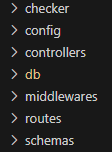 checker
config
controllers
db
middlewares
routes
schemas